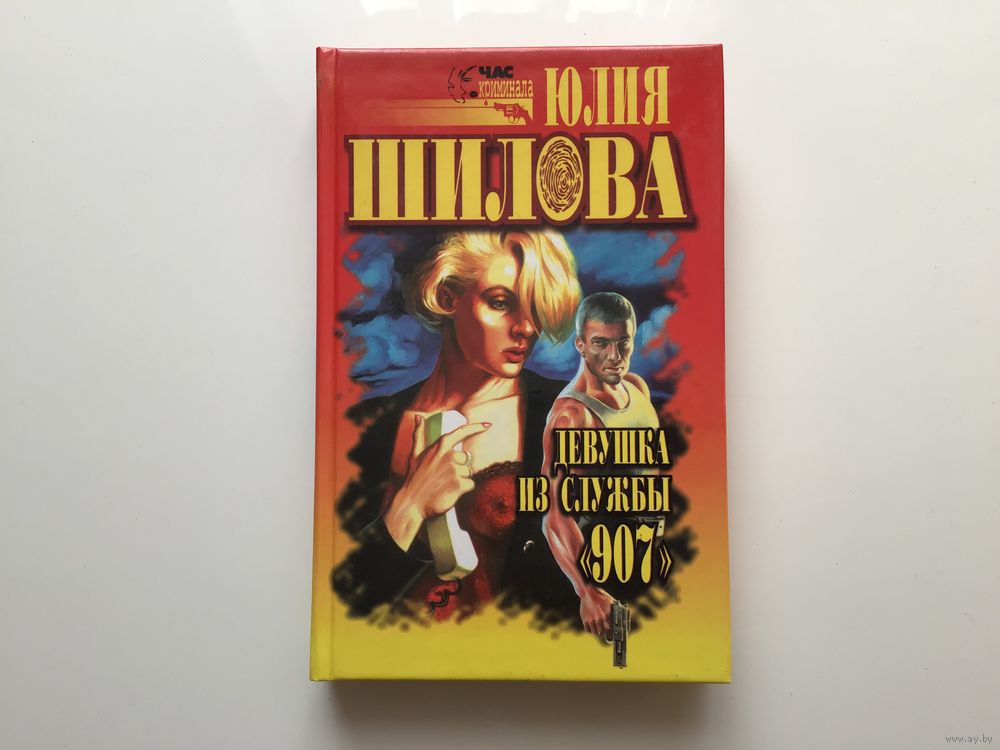 ЧАС
криминала
ЮЛИЯ
ШИЛОВА
ДЕВУШКА
ИЗ СЛУЖБЫ
«907»
www.ay.by